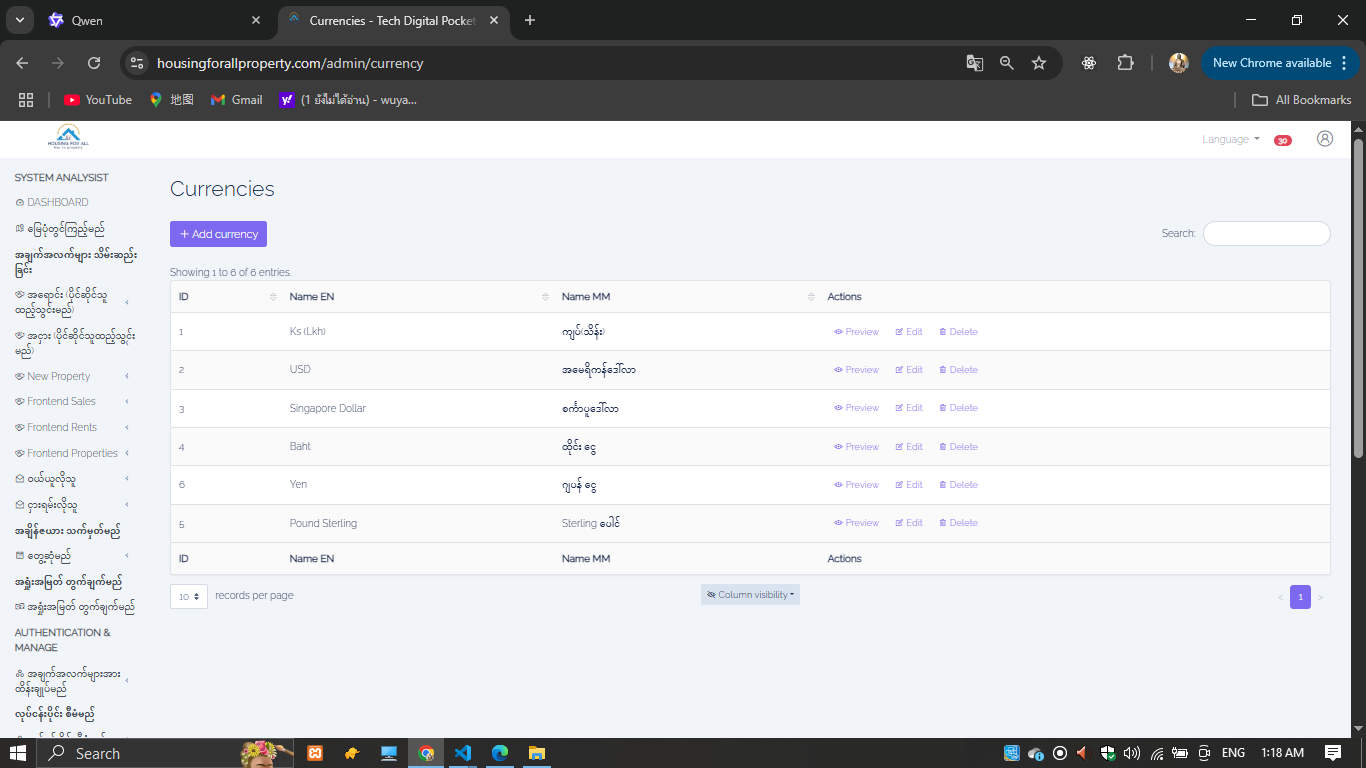 Qwen
Currencies - Tech Digital Pocket
housingforallproperty.com/admin/currency
New Chrome available
YouTube
地图
Gmail
(1 ยังไม่ได้อ่าน) - wuya...
All Bookmarks
HOUSING FOR ALL
Language
30
SYSTEM ANALYSIST
DASHBOARD
မြေပုံတွင်ကြည့်မည်
အချက်အလက်များ သိမ်းဆည်း
ခြင်း
အရောင်း (ပိုင်ဆိုင်သူ
ထည့်သွင်းမည်)
အငှား (ပိုင်ဆိုင်သူထည့်သွင်း
မည်)
New Property
Frontend Sales
Frontend Rents
Frontend Properties
ဝယ်ယူလိုသူ
ငှားရမ်းလိုသူ
အချိန်ဇယား သက်မှတ်မည်
တွေ့ဆုံမည်
အရှုံးအမြတ် တွက်ချက်မည်
အရှုံးအမြတ် တွက်ချက်မည်
AUTHENTICATION &
MANAGE
အချက်အလက်များအား
ထိန်းချုပ်မည်
လုပ်ငန်းပိုင်း စီမံမည်
Currencies
+ Add currency
Search:
Showing 1 to 6 of 6 entries.
ID Name EN Name MM Actions
1 Ks (Lkh) ကျပ်(သိန်း) Preview Edit Delete
2 USD အမေရိကန်ဒေါ်လာ Preview Edit Delete
3 Singapore Dollar စင်္ကာပူဒေါ်လာ Preview Edit Delete
4 Baht ထိုင်း ငွေ Preview Edit Delete
6 Yen ဂျပန် ငွေ Preview Edit Delete
5 Pound Sterling Sterling ပေါင် Preview Edit Delete
ID Name EN Name MM Actions
10 records per page
Column visibility
< 1 >
Search
ENG
1:18 AM